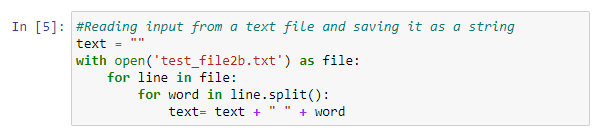 In [5]: #Reading input from a text file and saving it as a string
text = ""
with open('test_file2b.txt') as file:
    for line in file:
        for word in line.split():
            text= text + " " + word